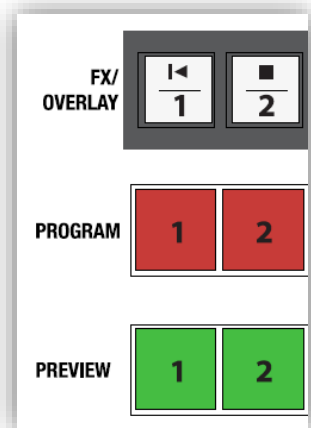 FX/
OVERLAY
1 2
PROGRAM 1 2
PREVIEW 1 2